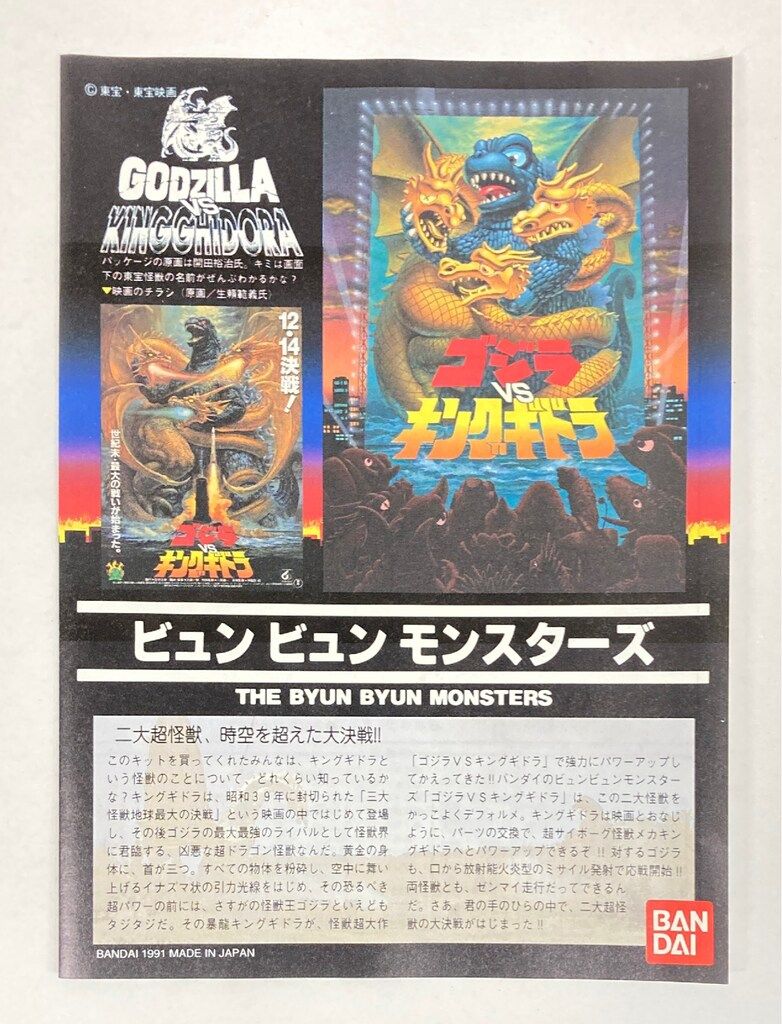 © 東宝・東宝映画
GODZILLA
VS
KINGGHIDORA
パッケージの原画は開田裕治氏。キミは画面
下の東宝怪獣の名前がぜんぶわかるかな？
▼映画のチラシ（原画／生頼範義氏）
12・14決戦！
世紀末・最大の戦いが始まった。
ゴジラ
VS
キングギドラ
ゴジラ
VS
キングギドラ
ビュン ビュン モンスターズ
THE BYUN BYUN MONSTERS
二大超怪獣、時空を超えた大決戦!!
このキットを買ってくれたみんなは、キングギドラと
いう怪獣のことについて、どれくらい知っているか
な？キングギドラは、昭和３９年に封切られた「三大
怪獣地球最大の決戦」という映画の中ではじめて登場
し、その後ゴジラの最大最強のライバルとして怪獣界
に君臨する、凶悪な超ドラゴン怪獣なんだ。黄金の身
体に、首が三つ。すべての物体を粉砕し、空中に舞い
上げるイナズマ状の引力光線をはじめ、その恐るべき
超パワーの前には、さすがの怪獣王ゴジラといえども
タジタジだ。その暴龍キングギドラが、怪獣超大作
「ゴジラＶＳキングギドラ」で強力にパワーアップし
てかえってきた!!バンダイのビュンビュンモンスター
ズ「ゴジラＶＳキングギドラ」は、この二大怪獣を
かっこよくデフォルメ。キングギドラは映画とおなじ
ように、パーツの交換で、超サイボーグ怪獣メカキン
グギドラへとパワーアップできるぞ!!対するゴジラ
も、口から放射能火炎型のミサイル発射で応戦開始!!
両怪獣とも、ゼンマイ走行だってできるん
だ。さあ、君の手のひらの中で、二大超怪
獣の大決戦がはじまった!!
BANDAI 1991 MADE IN JAPAN
BAN
DAI